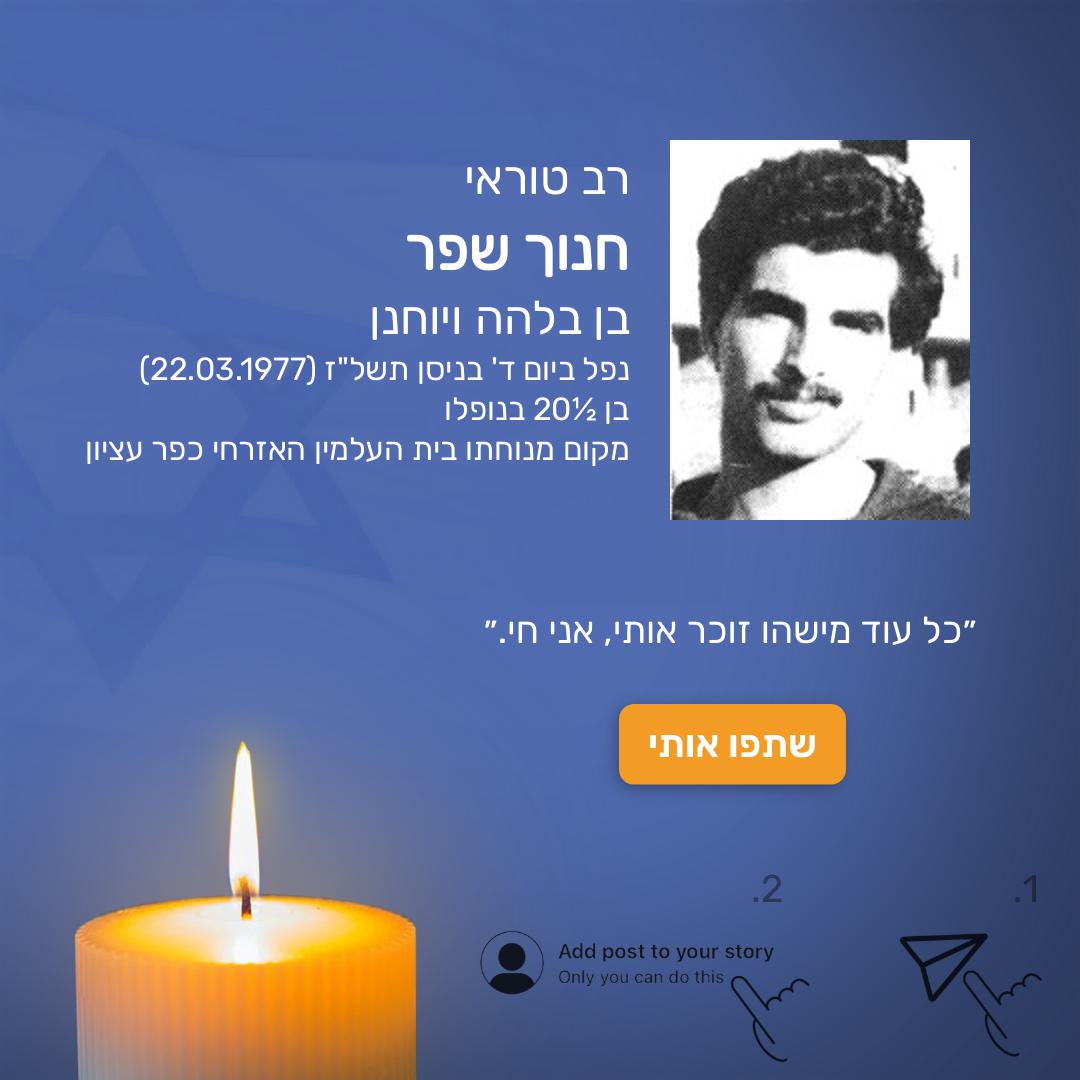 רב טוראי
חנוך שפר
בן בלהה ויוחנן
נפל ביום ד' בניסן תשל"ז (22.03.1977)
בן 20½ בנופלו
מקום מנוחתו בית העלמין האזרחי כפר עציון
״כל עוד מישהו זוכר אותי, אני חי.״
שתפו אותי
1.
2.
Add post to your story
Only you can do this